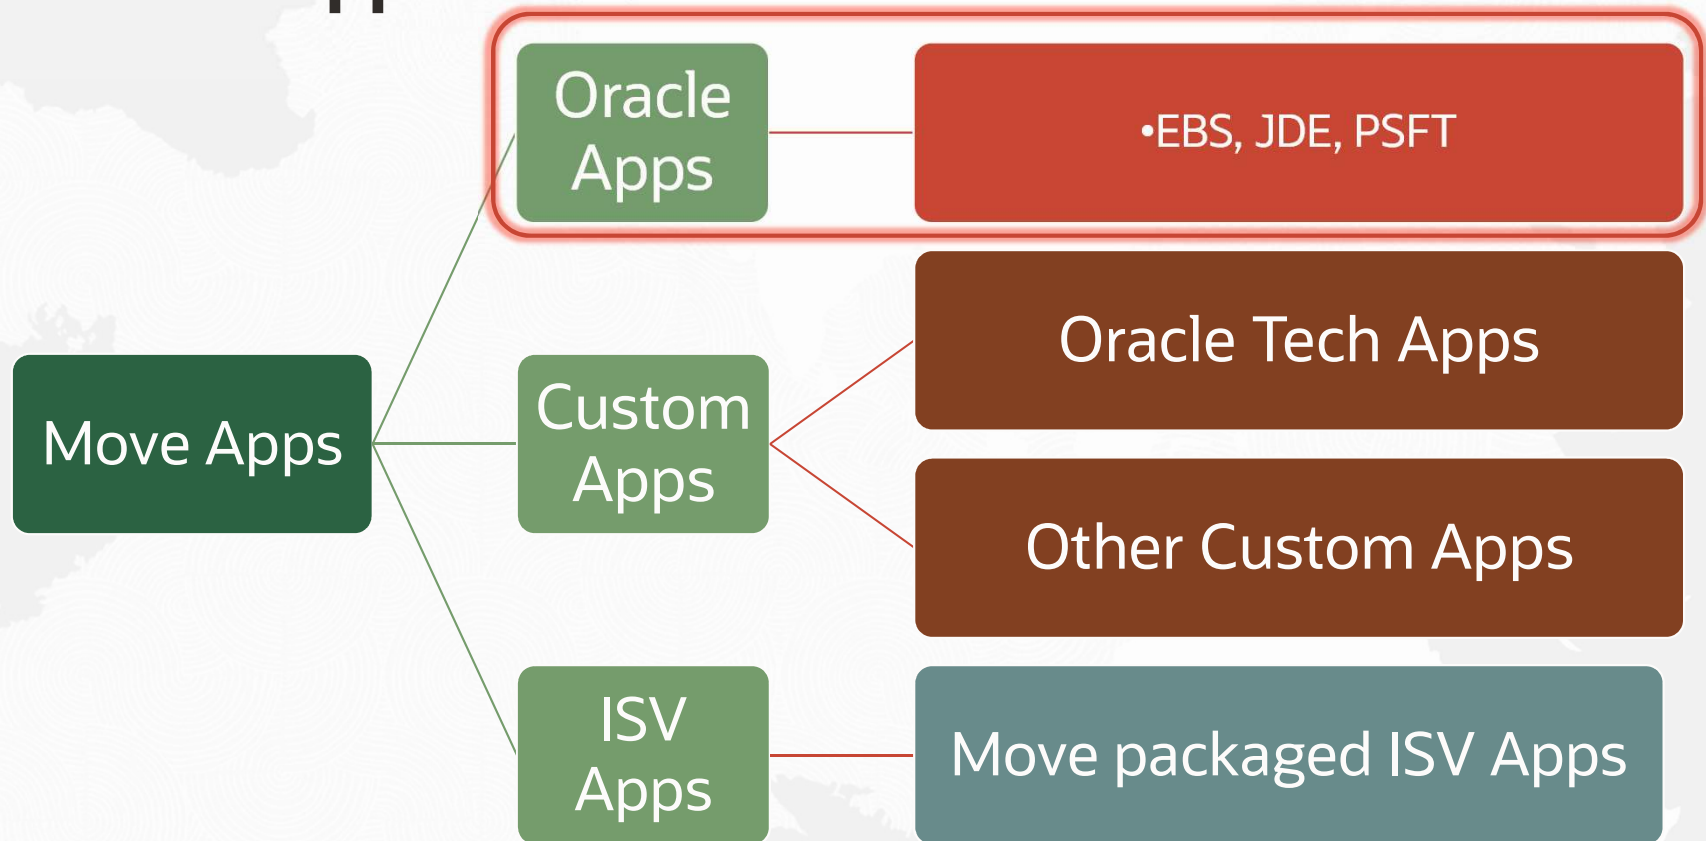 Oracle
Apps
•EBS, JDE, PSFT
Oracle Tech Apps
Move Apps
Custom
Apps
Other Custom Apps
ISV
Apps
Move packaged ISV Apps